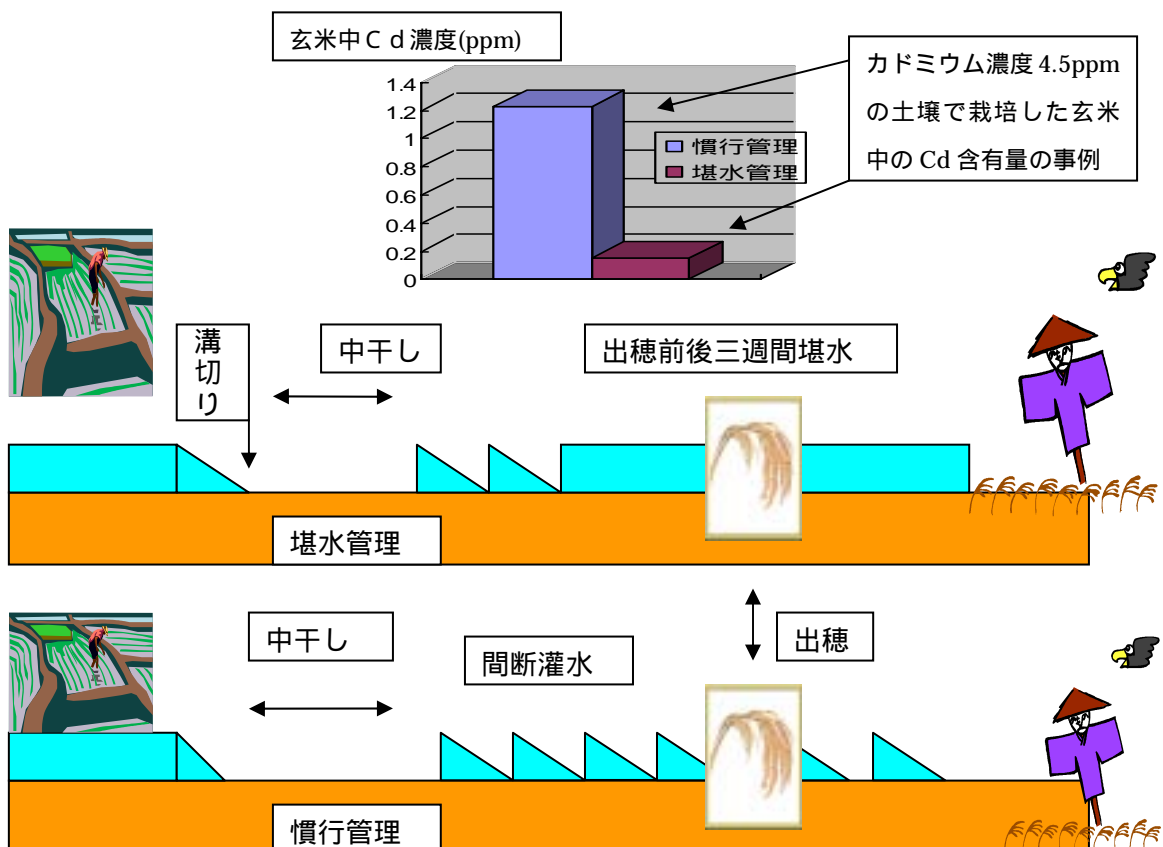 玄米中Ｃｄ濃度(ppm)
カドミウム濃度 4.5ppm
の土壌で栽培した玄米
中の Cd 含有量の事例
1.4
1.2
1
0.8
0.6
0.4
0.2
0
慣行管理
堪水管理
溝切り
中干し
出穂前後三週間堪水
堪水管理
中干し
間断灌水
出穂
慣行管理